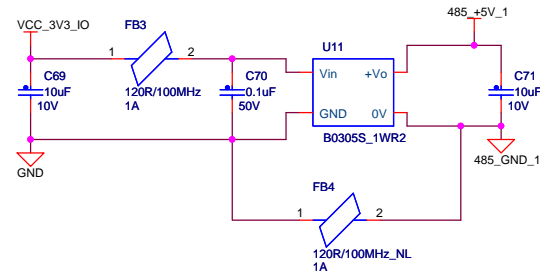 VCC_3V3_IO
FB3
1 2
120R/100MHz
1A
C69
10uF
10V
GND
C70
0.1uF
50V
U11
Vin +Vo
GND 0V
B0305S_1WR2
485_+5V_1
C71
10uF
10V
485_GND_1
FB4
1 2
120R/100MHz_NL
1A